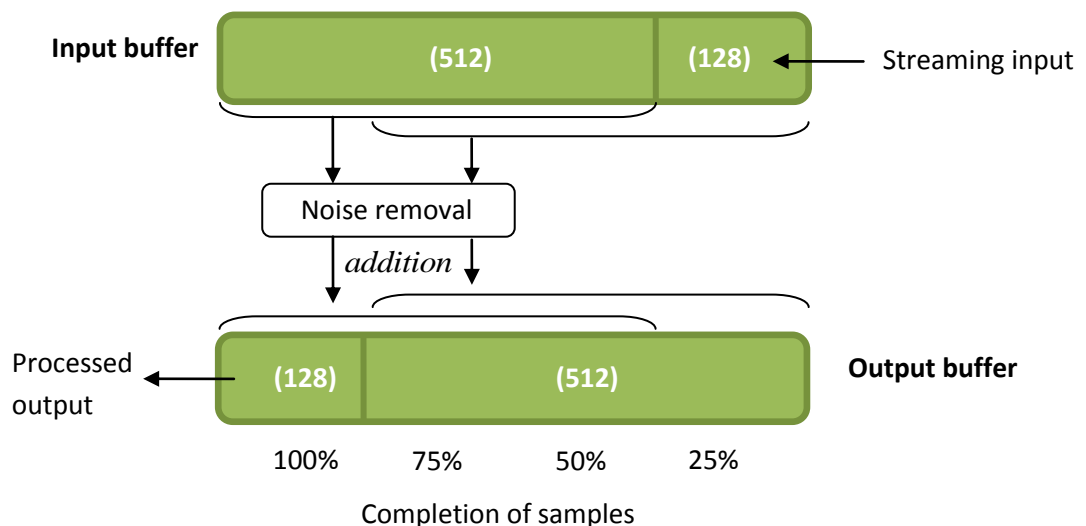 Input buffer
(512)
(128)
Streaming input
Noise removal
addition
Processed
output
(128)
(512)
Output buffer
100%
75%
50%
25%
Completion of samples